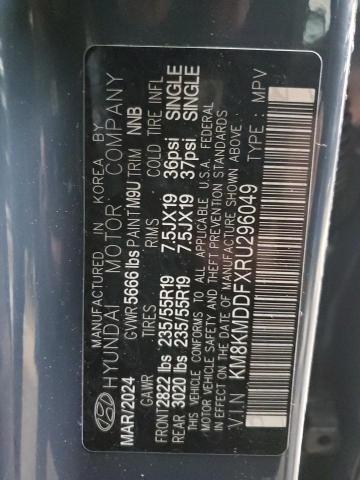 MANUFACTURED IN KOREA BY
HYUNDAI MOTOR COMPANY
MAR/2024 GVWR 5666 lbs PAINT M9U TRIM NNB
GAWR TIRES RIMS COLD TIRE INFL
FRONT 2822 lbs 235/55R19 7.5JX19 36psi SINGLE
REAR 3020 lbs 235/55R19 7.5JX19 37psi SINGLE
THIS VEHICLE CONFORMS TO ALL APPLICABLE U.S.A. FEDERAL
MOTOR VEHICLE SAFETY, BUMPER, AND THEFT PREVENTION STANDARDS
IN EFFECT ON THE DATE OF MANUFACTURE SHOWN ABOVE.
V.I.N : KM8KMDDFXRU296049 TYPE : MPV